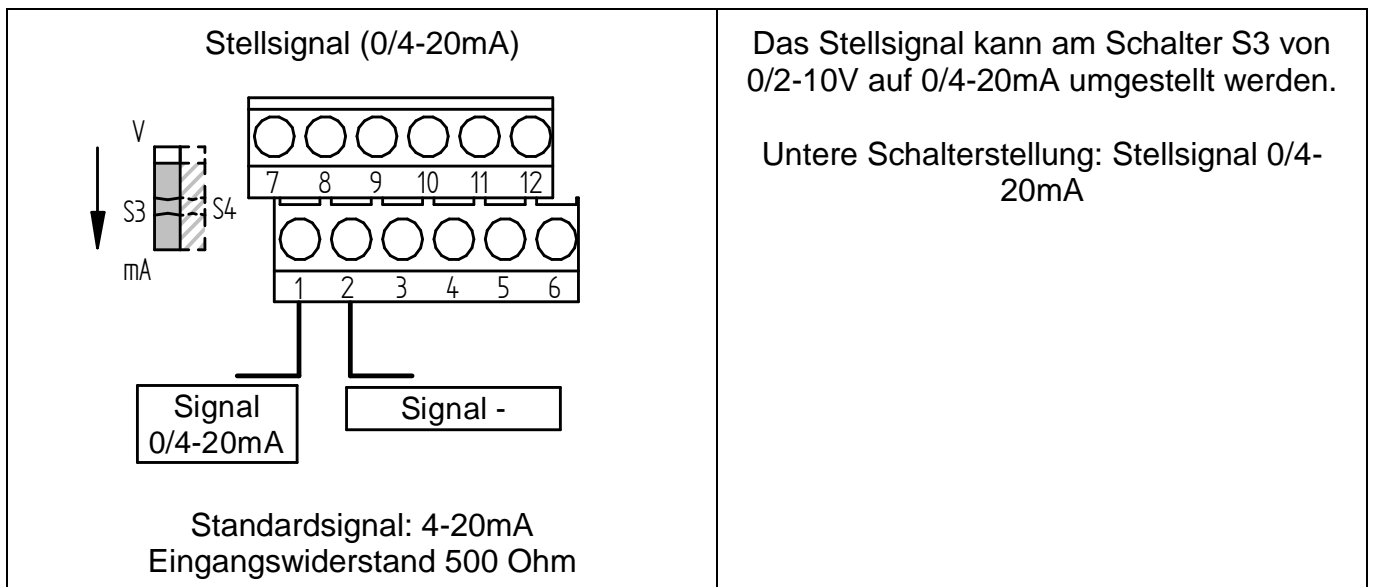 Stellsignal (0/4-20mA)
V
S3
S4
mA
7 8 9 10 11 12
1 2 3 4 5 6
Signal
0/4-20mA
Signal -
Standardsignal: 4-20mA
Eingangswiderstand 500 Ohm
Das Stellsignal kann am Schalter S3 von
0/2-10V auf 0/4-20mA umgestellt werden.
Untere Schalterstellung: Stellsignal 0/4-
20mA